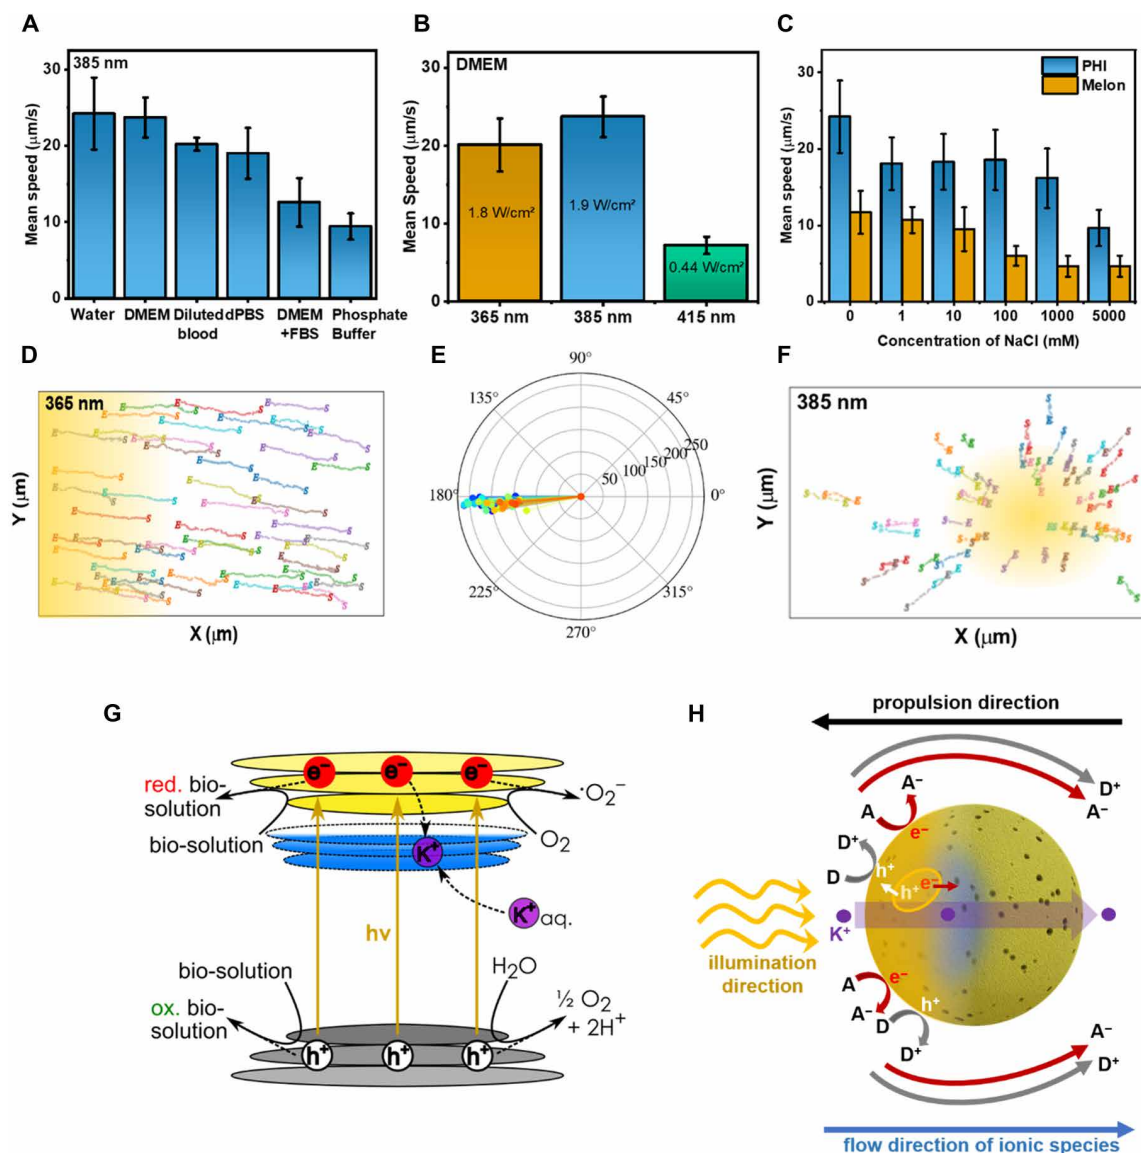 A
385 nm
Mean speed (μm/s)
30
20
10
0
Water
DMEM
Diluted
blood
dPBS
DMEM
+FBS
Phosphate
Buffer
B
DMEM
Mean Speed (μm/s)
30
20
10
0
1.8 W/cm²
1.9 W/cm²
0.44 W/cm²
365 nm
385 nm
415 nm
C
PHI
Melon
Mean speed (μm/s)
30
20
10
0
0
1
10
100
1000
5000
Concentration of NaCl (mM)
D
365 nm
Y (μm)
X (μm)
E
90°
135°
45°
180°
0°
225°
315°
270°
50
100
150
200
250
F
385 nm
Y (μm)
X (μm)
G
e⁻
e⁻
e⁻
red. bio-
solution
bio-solution
·O₂⁻
O₂
K⁺
K⁺aq.
hν
bio-solution
ox. bio-
solution
H₂O
½ O₂
+ 2H⁺
h⁺
h⁺
h⁺
H
propulsion direction
A⁻
A
e⁻
D⁺
D
h⁺
h⁺
e⁻
D⁺
A⁻
K⁺
illumination
direction
A
e⁻
A⁻
D
h⁺
D⁺
A⁻
D⁺
flow direction of ionic species